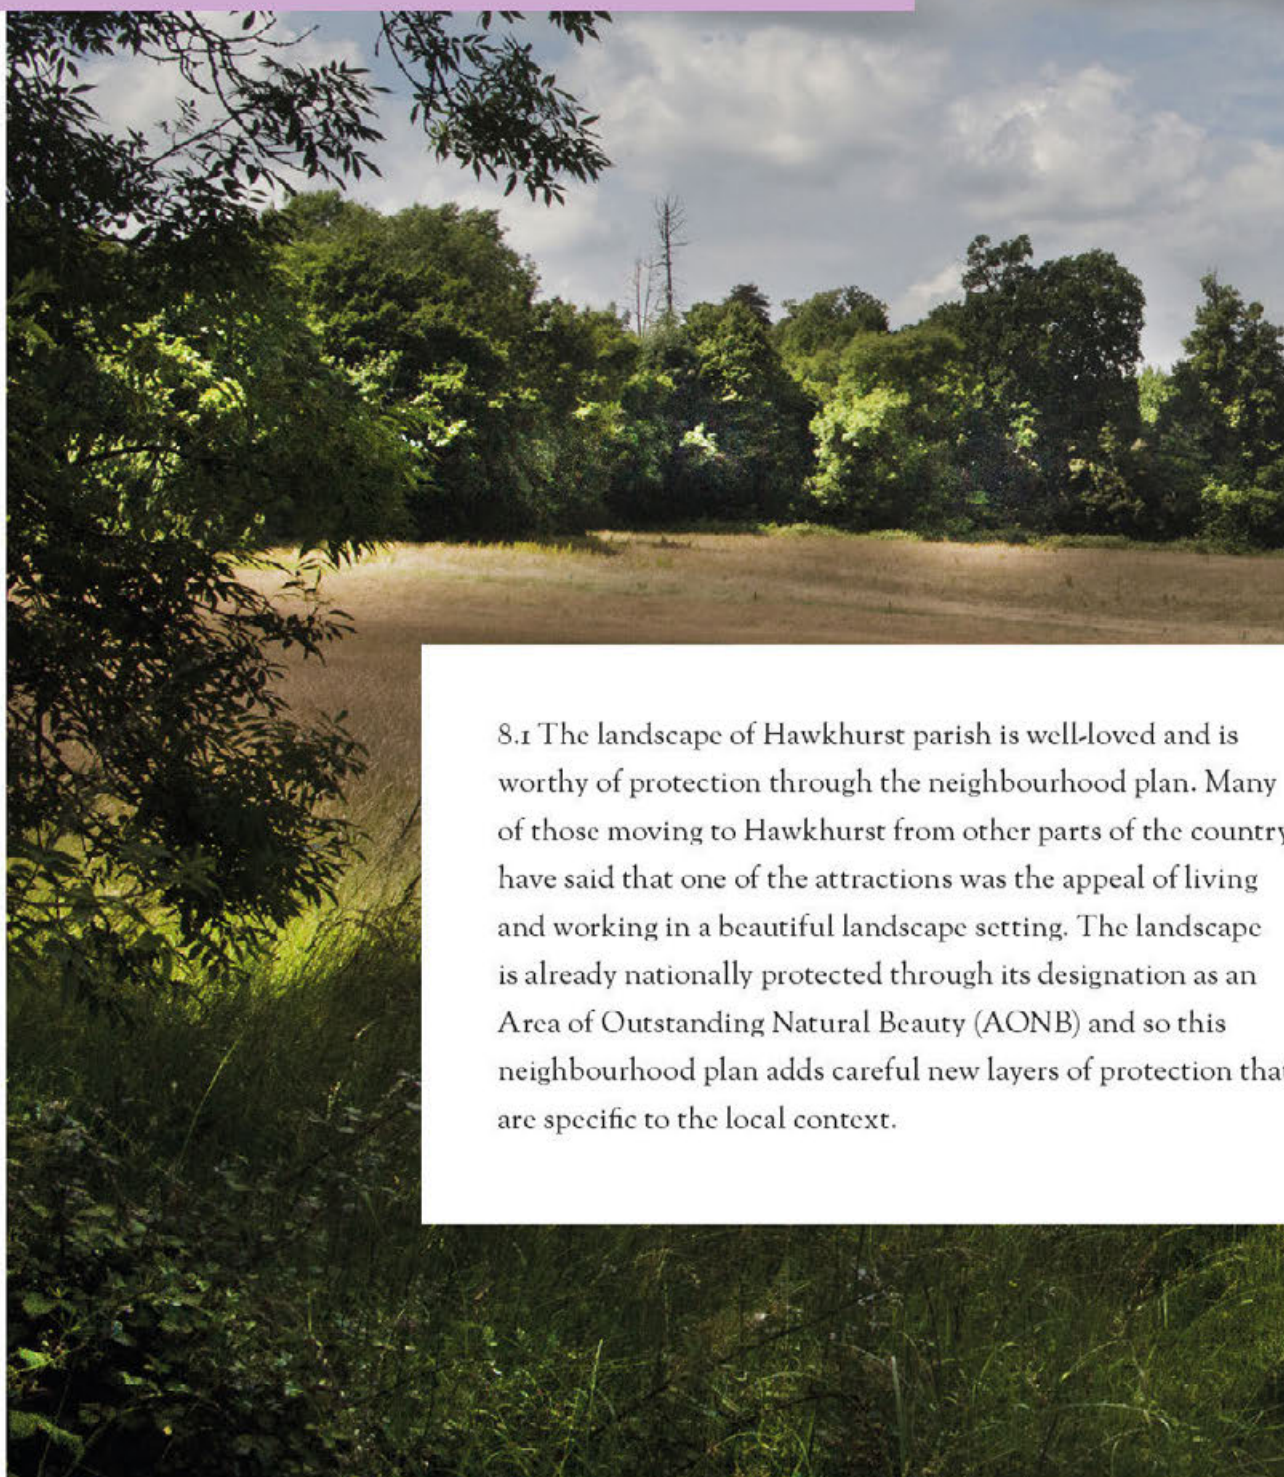 8.1 The landscape of Hawkhurst parish is well-loved and is
worthy of protection through the neighbourhood plan. Many
of those moving to Hawkhurst from other parts of the country
have said that one of the attractions was the appeal of living
and working in a beautiful landscape setting. The landscape
is already nationally protected through its designation as an
Area of Outstanding Natural Beauty (AONB) and so this
neighbourhood plan adds careful new layers of protection that
are specific to the local context.